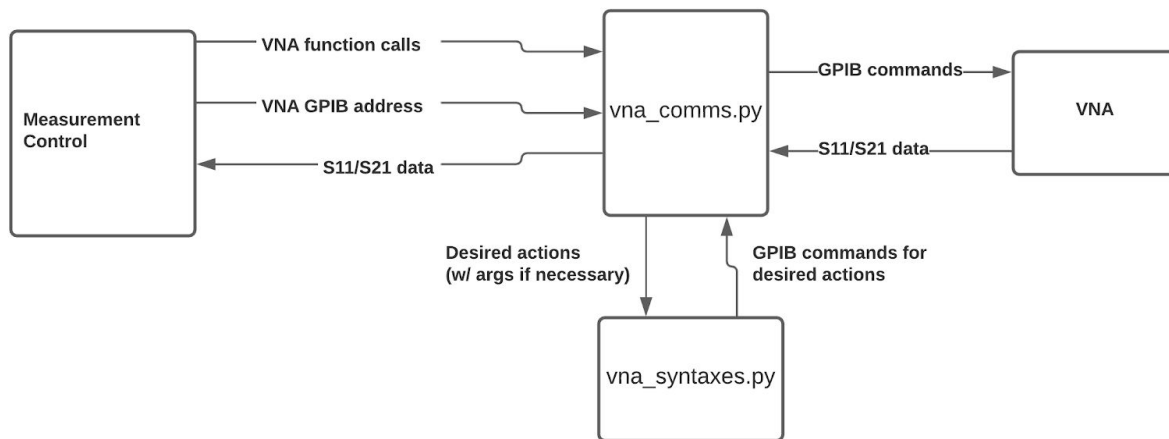 VNA function calls
VNA GPIB address
S11/S21 data
Measurement
Control
vna_comms.py
GPIB commands
S11/S21 data
VNA
Desired actions
(w/ args if necessary)
GPIB commands for
desired actions
vna_syntaxes.py